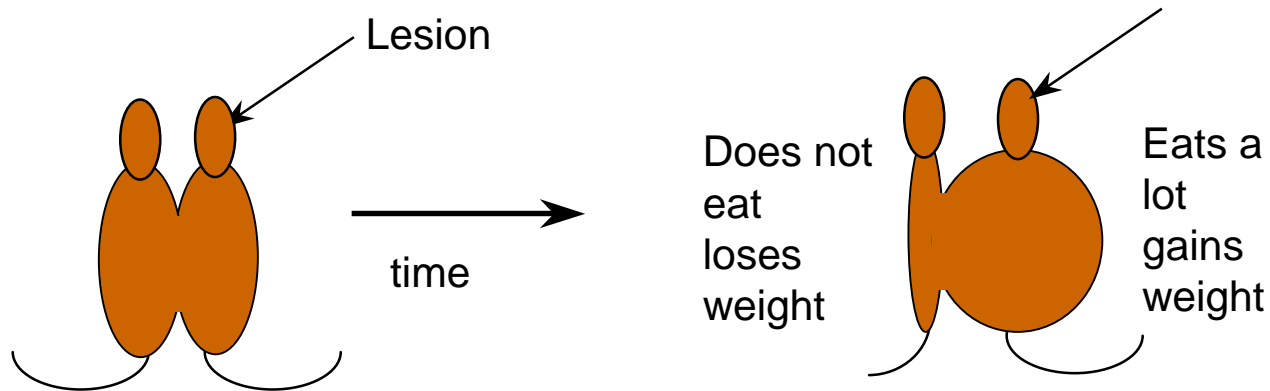 Lesion
time
Does not
eat
loses
weight
Eats a
lot
gains
weight